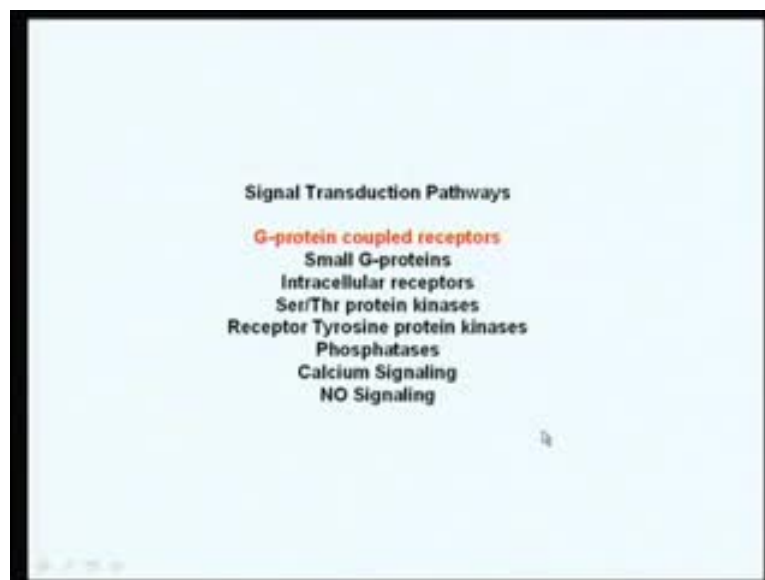 Signal Transduction Pathways
G-protein coupled receptors
Small G-proteins
Intracellular receptors
Ser/Thr protein kinases
Receptor Tyrosine protein kinases
Phosphatases
Calcium Signaling
NO Signaling